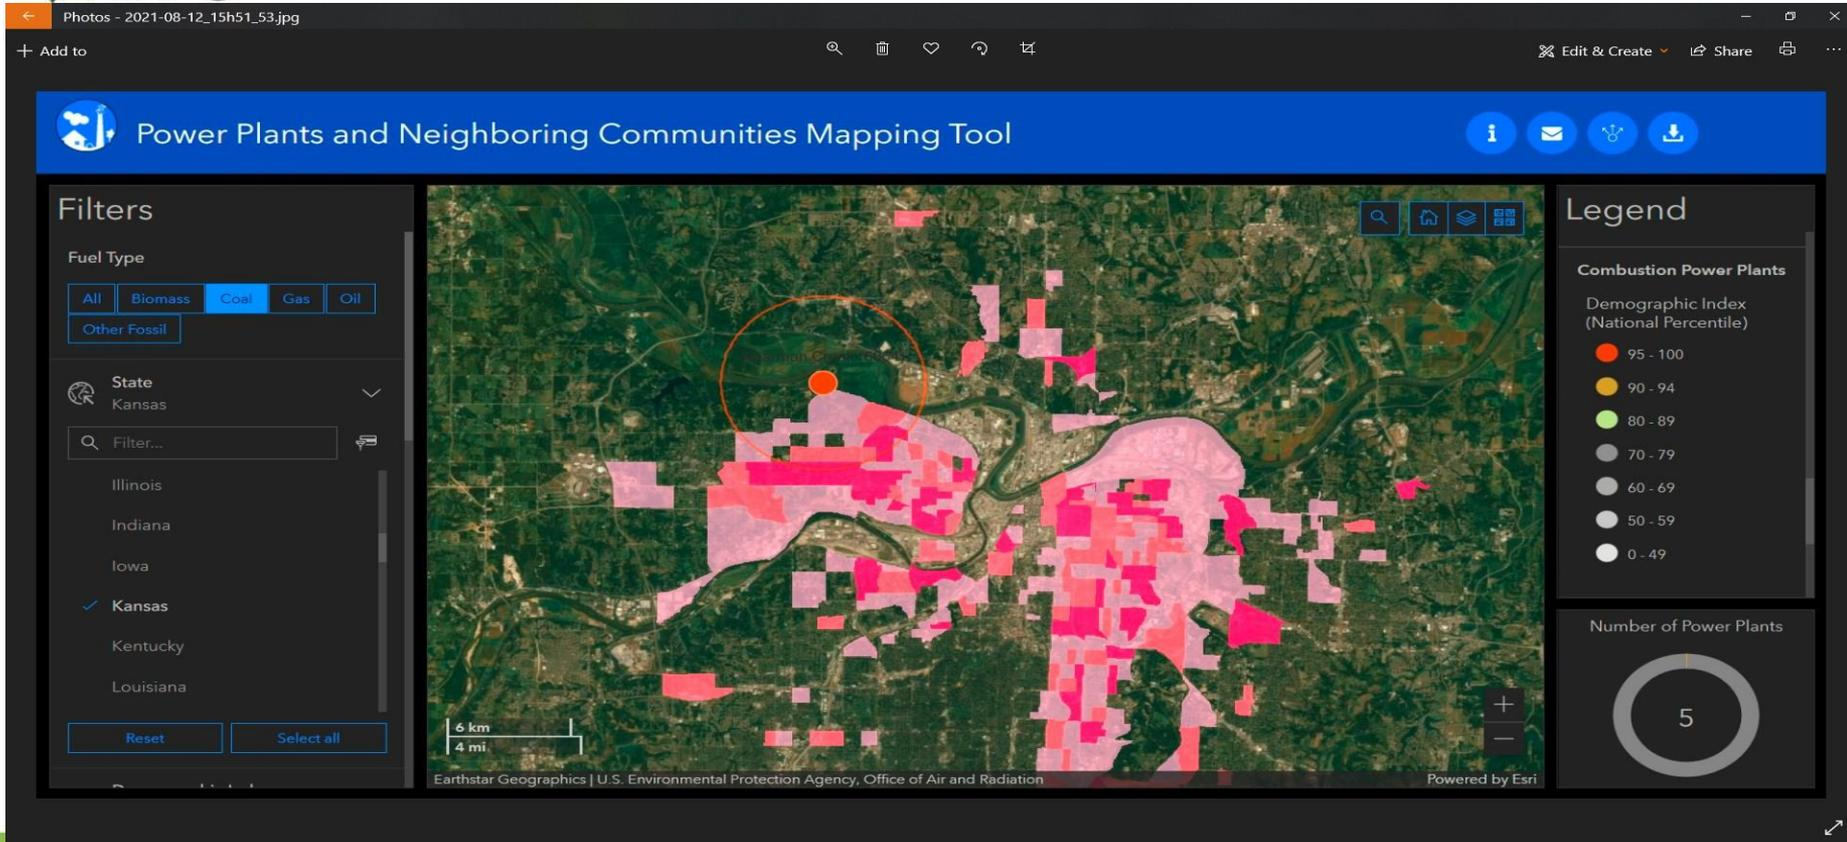 Photos - 2021-08-12_15h51_53.jpg
Add to
Edit & Create
Share
Power Plants and Neighboring Communities Mapping Tool
Filters
Fuel Type
All
Biomass
Coal
Gas
Oil
Other Fossil
State
Kansas
Filter...
Illinois
Indiana
Iowa
Kansas
Kentucky
Louisiana
Reset
Select all
6 km
4 mi
Earthstar Geographics | U.S. Environmental Protection Agency, Office of Air and Radiation
Powered by Esri
Legend
Combustion Power Plants
Demographic Index
(National Percentile)
95 - 100
90 - 94
80 - 89
70 - 79
60 - 69
50 - 59
0 - 49
Number of Power Plants
5